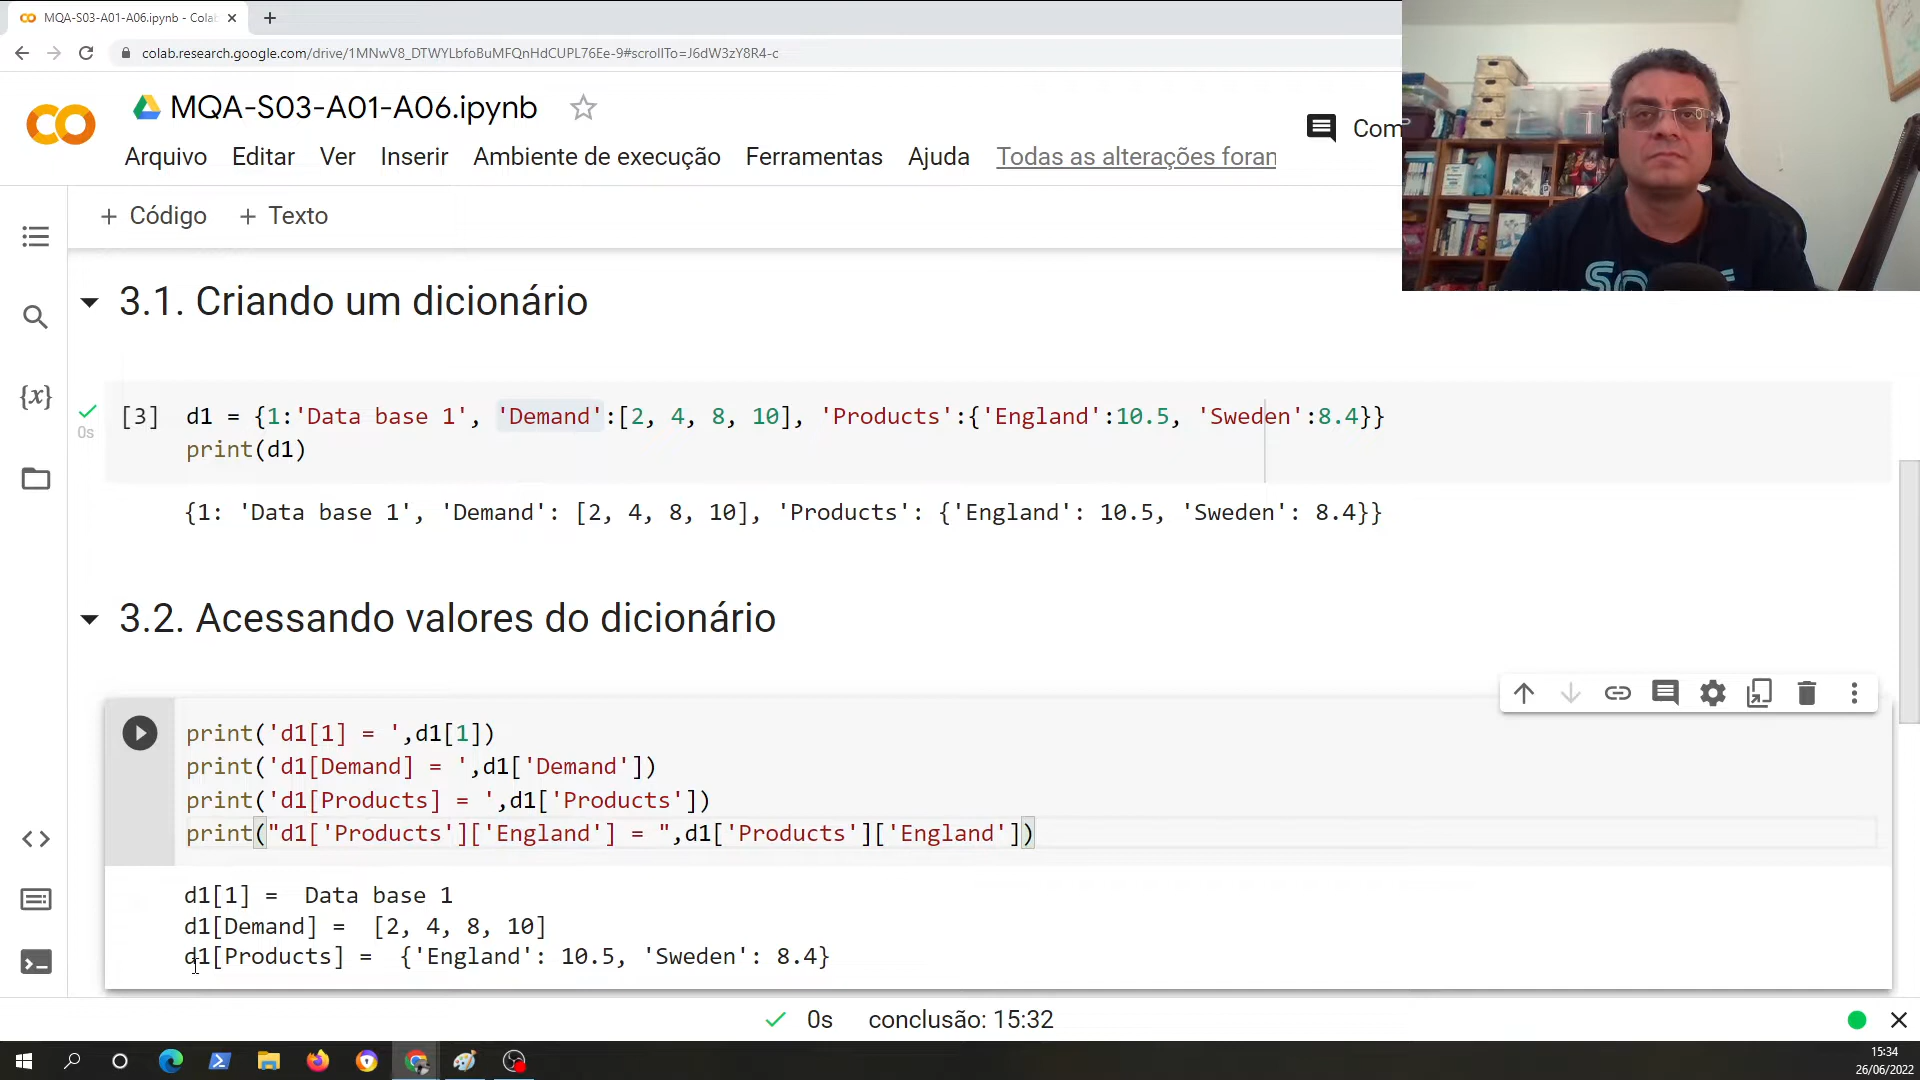 MQA-S03-A01-A06.ipynb - Cola
colab.research.google.com/drive/1MNwV8_DTWYLbfoBuMFQnHdCUPL76Ee-9#scrollTo=J6dW3zY8R4-c
MQA-S03-A01-A06.ipynb
Com
Arquivo Editar Ver Inserir Ambiente de execução Ferramentas Ajuda Todas as alterações foran
+ Código + Texto
3.1. Criando um dicionário
[3] d1 = {1:'Data base 1', 'Demand':[2, 4, 8, 10], 'Products':{'England':10.5, 'Sweden':8.4}}
0s
print(d1)
{1: 'Data base 1', 'Demand': [2, 4, 8, 10], 'Products': {'England': 10.5, 'Sweden': 8.4}}
3.2. Acessando valores do dicionário
print('d1[1] = ',d1[1])
print('d1[Demand] = ',d1['Demand'])
print('d1[Products] = ',d1['Products'])
print("d1['Products']['England'] = ",d1['Products']['England'])
d1[1] =  Data base 1
d1[Demand] =  [2, 4, 8, 10]
d1[Products] =  {'England': 10.5, 'Sweden': 8.4}
0s conclusão: 15:32
15:34
26/06/2022